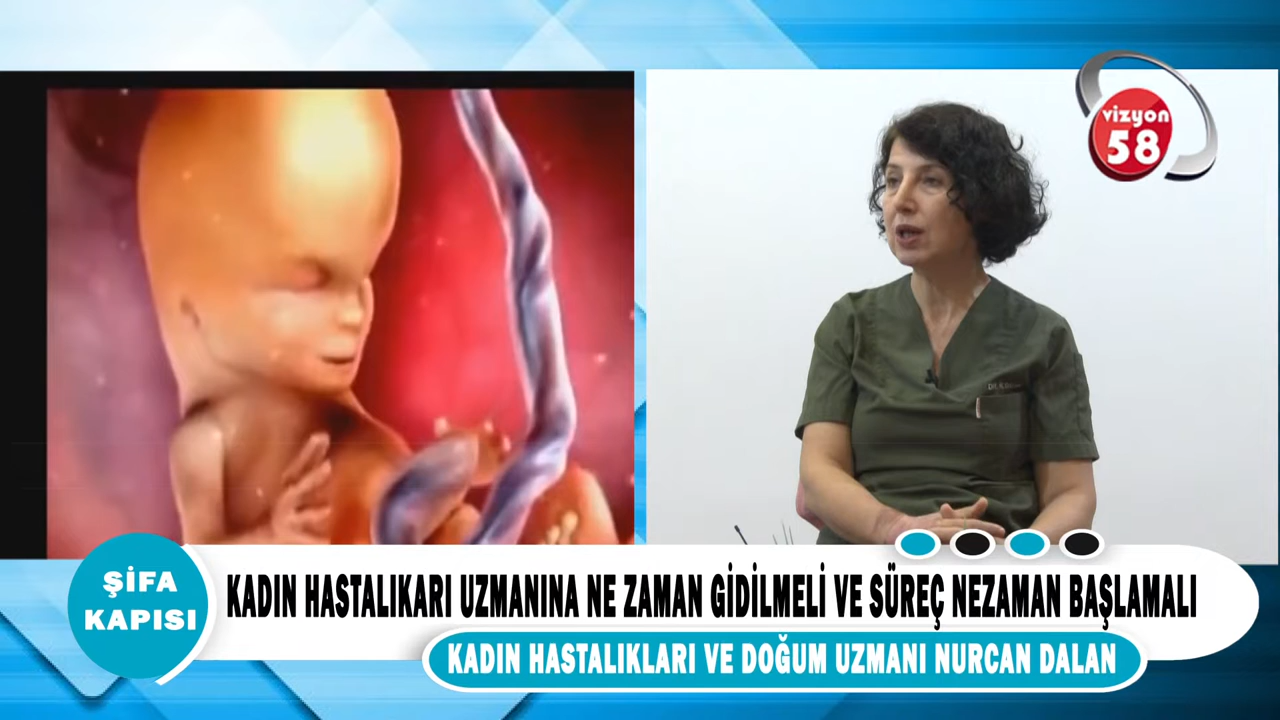 vizyon
58
DR.
ŞİFA
KAPISI
KADIN HASTALIKARI UZMANINA NE ZAMAN GİDİLMELİ VE SÜREÇ NEZAMAN BAŞLAMALI
KADIN HASTALIKLARI VE DOĞUM UZMANI NURCAN DALAN